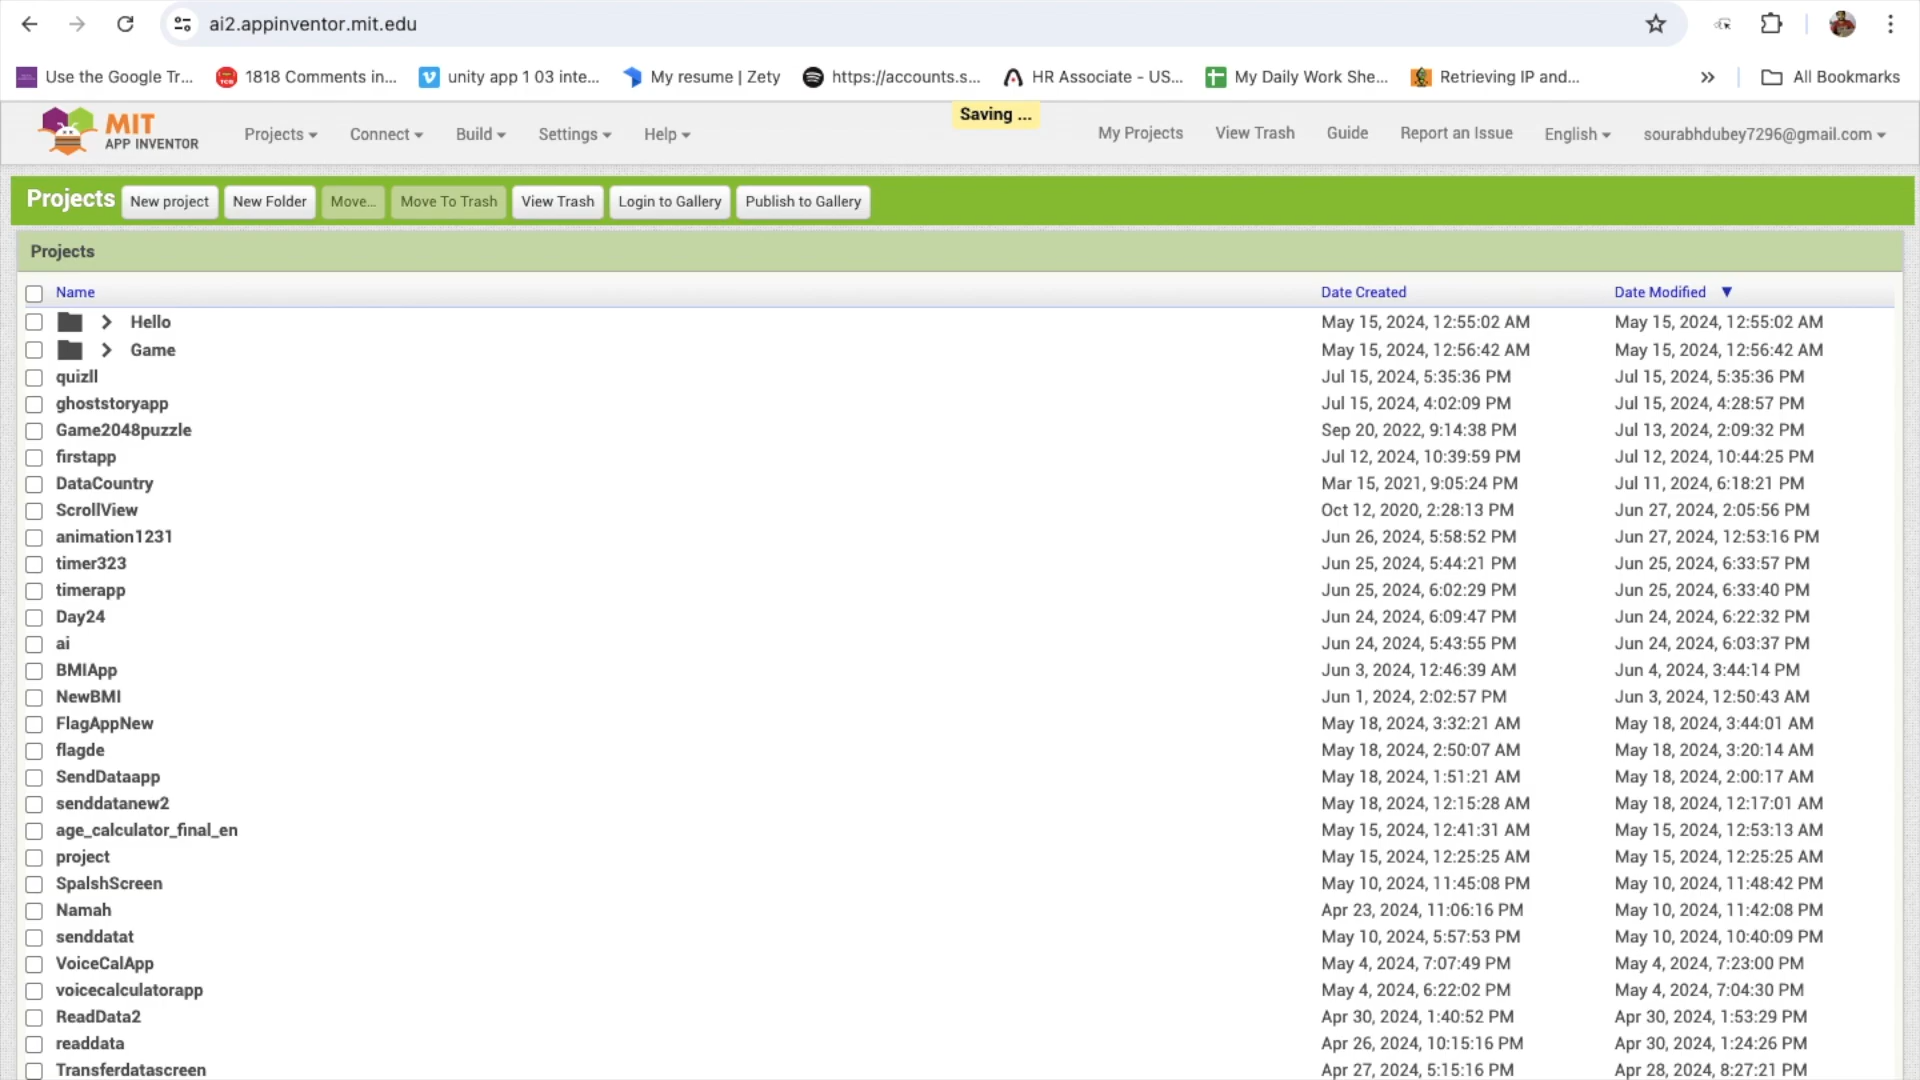 ai2.appinventor.mit.edu
Use the Google Tr... 1818 Comments in... unity app 1 03 inte... My resume | Zety https://accounts.s... HR Associate - US... My Daily Work She... Retrieving IP and... » All Bookmarks
MIT APP INVENTOR Projects Connect Build Settings Help Saving ... My Projects View Trash Guide Report an Issue English sourabhdubey7296@gmail.com
Projects New project New Folder Move... Move To Trash View Trash Login to Gallery Publish to Gallery
Projects
Name Date Created Date Modified ▼
Hello May 15, 2024, 12:55:02 AM May 15, 2024, 12:55:02 AM
Game May 15, 2024, 12:56:42 AM May 15, 2024, 12:56:42 AM
quizll Jul 15, 2024, 5:35:36 PM Jul 15, 2024, 5:35:36 PM
ghoststoryapp Jul 15, 2024, 4:02:09 PM Jul 15, 2024, 4:28:57 PM
Game2048puzzle Sep 20, 2022, 9:14:38 PM Jul 13, 2024, 2:09:32 PM
firstapp Jul 12, 2024, 10:39:59 PM Jul 12, 2024, 10:44:25 PM
DataCountry Mar 15, 2021, 9:05:24 PM Jul 11, 2024, 6:18:21 PM
ScrollView Oct 12, 2020, 2:28:13 PM Jun 27, 2024, 2:05:56 PM
animation1231 Jun 26, 2024, 5:58:52 PM Jun 27, 2024, 12:53:16 PM
timer323 Jun 25, 2024, 5:44:21 PM Jun 25, 2024, 6:33:57 PM
timerapp Jun 25, 2024, 6:02:29 PM Jun 25, 2024, 6:33:40 PM
Day24 Jun 24, 2024, 6:09:47 PM Jun 24, 2024, 6:22:32 PM
ai Jun 24, 2024, 5:43:55 PM Jun 24, 2024, 6:03:37 PM
BMIApp Jun 3, 2024, 12:46:39 AM Jun 4, 2024, 3:44:14 PM
NewBMI Jun 1, 2024, 2:02:57 PM Jun 3, 2024, 12:50:43 AM
FlagAppNew May 18, 2024, 3:32:21 AM May 18, 2024, 3:44:01 AM
flagde May 18, 2024, 2:50:07 AM May 18, 2024, 3:20:14 AM
SendDataapp May 18, 2024, 1:51:21 AM May 18, 2024, 2:00:17 AM
senddatanew2 May 18, 2024, 12:15:28 AM May 18, 2024, 12:17:01 AM
age_calculator_final_en May 15, 2024, 12:41:31 AM May 15, 2024, 12:53:13 AM
project May 15, 2024, 12:25:25 AM May 15, 2024, 12:25:25 AM
SpalshScreen May 10, 2024, 11:45:08 PM May 10, 2024, 11:48:42 PM
Namah Apr 23, 2024, 11:06:16 PM May 10, 2024, 11:42:08 PM
senddatat May 10, 2024, 5:57:53 PM May 10, 2024, 10:40:09 PM
VoiceCalApp May 4, 2024, 7:07:49 PM May 4, 2024, 7:23:00 PM
voicecalculatorapp May 4, 2024, 6:22:02 PM May 4, 2024, 7:04:30 PM
ReadData2 Apr 30, 2024, 1:40:52 PM Apr 30, 2024, 1:53:29 PM
readdata Apr 26, 2024, 10:15:16 PM Apr 30, 2024, 1:24:26 PM
Transferdatascreen Apr 27, 2024, 5:15:16 PM Apr 28, 2024, 8:27:21 PM